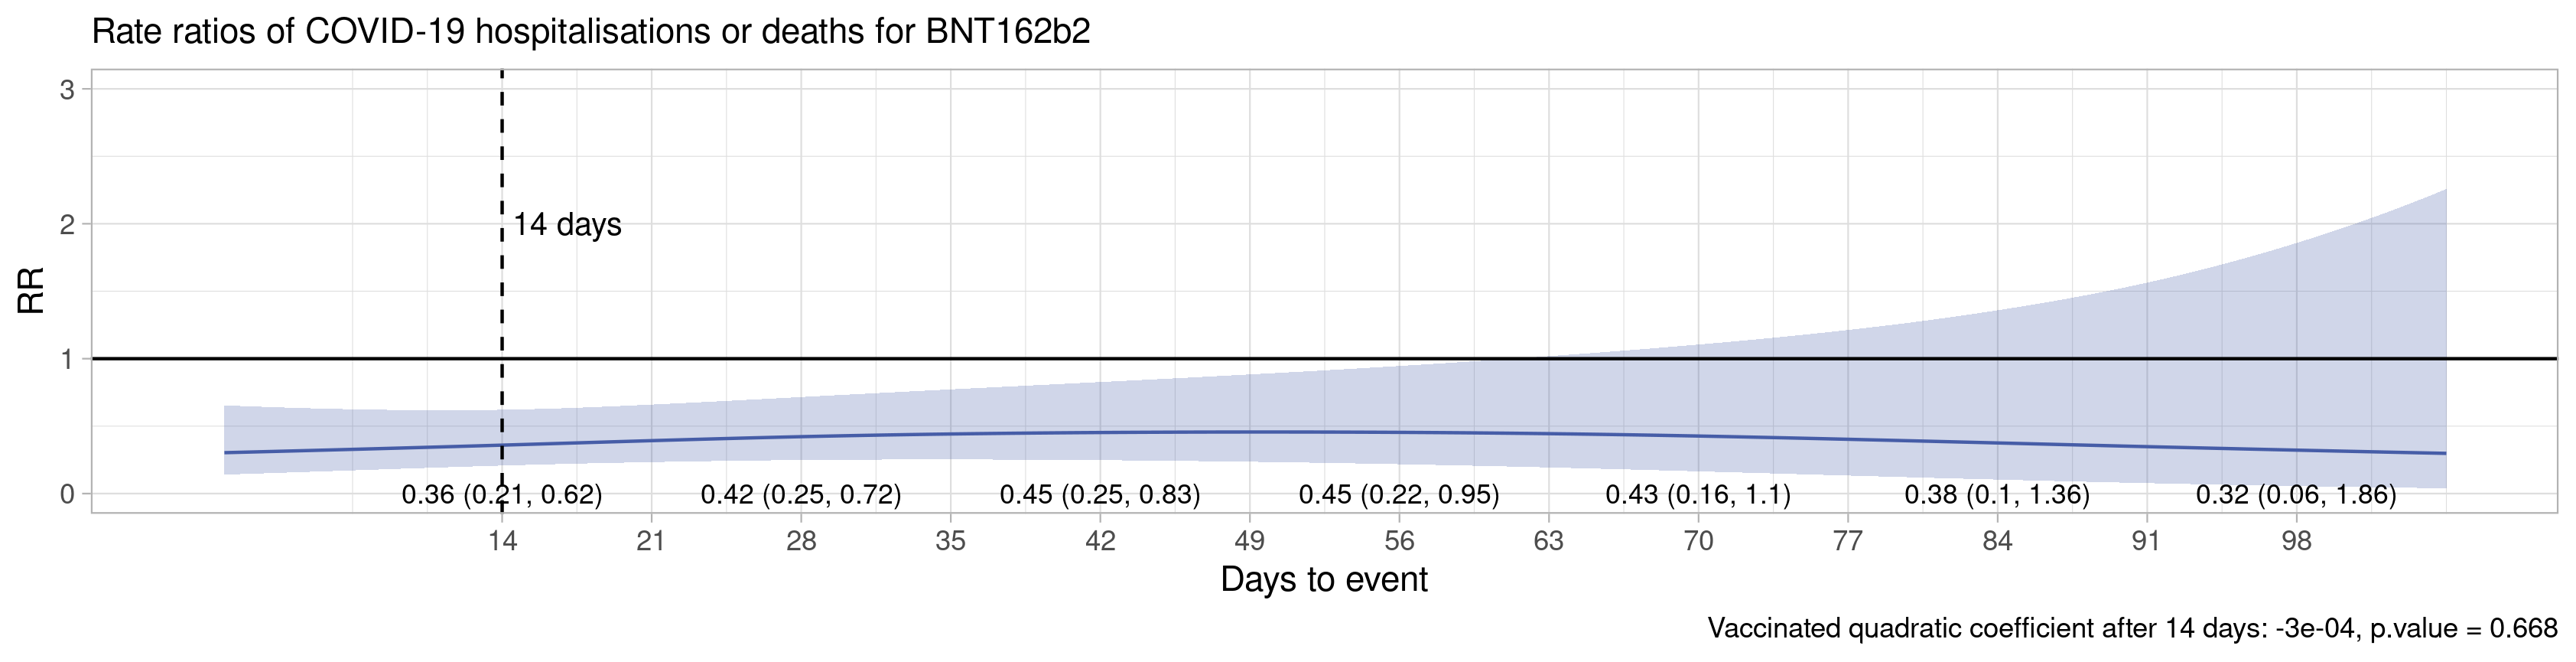 Rate ratios of COVID-19 hospitalisations or deaths for BNT162b2
3
2
1
0
RR
14 days
0.36 (0.21, 0.62) 0.42 (0.25, 0.72) 0.45 (0.25, 0.83) 0.45 (0.22, 0.95) 0.43 (0.16, 1.1) 0.38 (0.1, 1.36) 0.32 (0.06, 1.86)
14 21 28 35 42 49 56 63 70 77 84 91 98
Days to event
Vaccinated quadratic coefficient after 14 days: -3e-04, p.value = 0.668